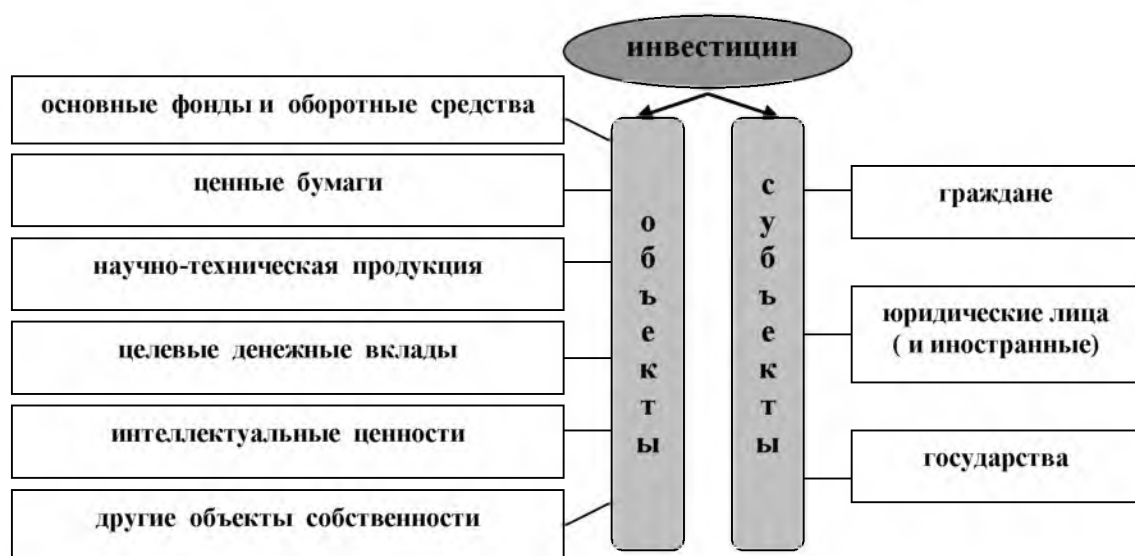 инвестиции
основные фонды и оборотные средства
ценные бумаги
научно-техническая продукция
целевые денежные вклады
интеллектуальные ценности
другие объекты собственности
объекты
субъекты
граждане
юридические лица
( и иностранные)
государства